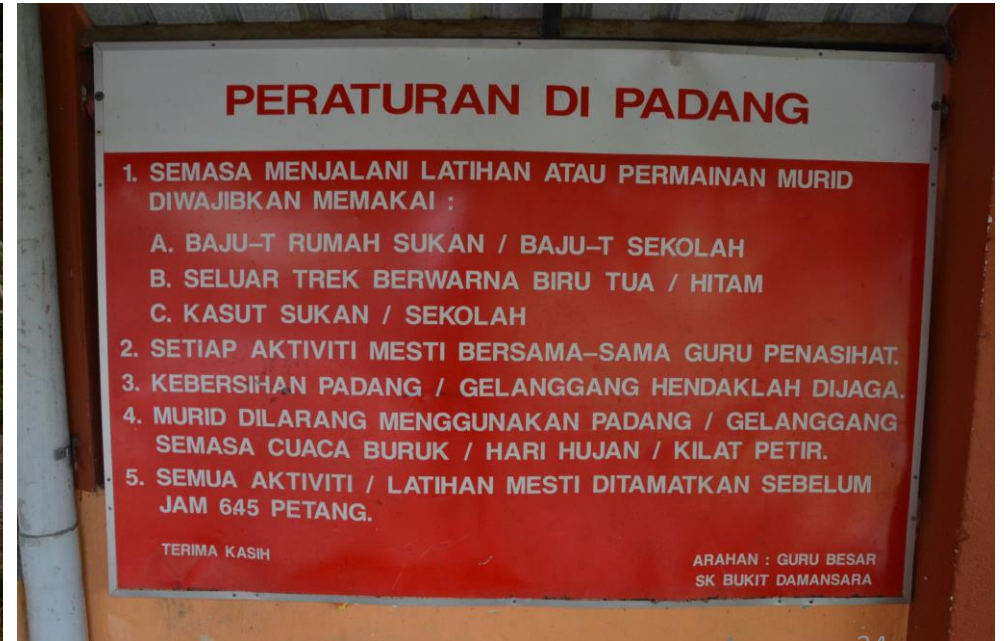 PERATURAN DI PADANG
1. SEMASA MENJALANI LATIHAN ATAU PERMAINAN MURID
DIWAJIBKAN MEMAKAI :
A. BAJU–T RUMAH SUKAN / BAJU–T SEKOLAH
B. SELUAR TREK BERWARNA BIRU TUA / HITAM
C. KASUT SUKAN / SEKOLAH
2. SETIAP AKTIVITI MESTI BERSAMA–SAMA GURU PENASIHAT.
3. KEBERSIHAN PADANG / GELANGGANG HENDAKLAH DIJAGA.
4. MURID DILARANG MENGGUNAKAN PADANG / GELANGGANG
SEMASA CUACA BURUK / HARI HUJAN / KILAT PETIR.
5. SEMUA AKTIVITI / LATIHAN MESTI DITAMATKAN SEBELUM
JAM 645 PETANG.
TERIMA KASIH
ARAHAN : GURU BESAR
SK BUKIT DAMANSARA